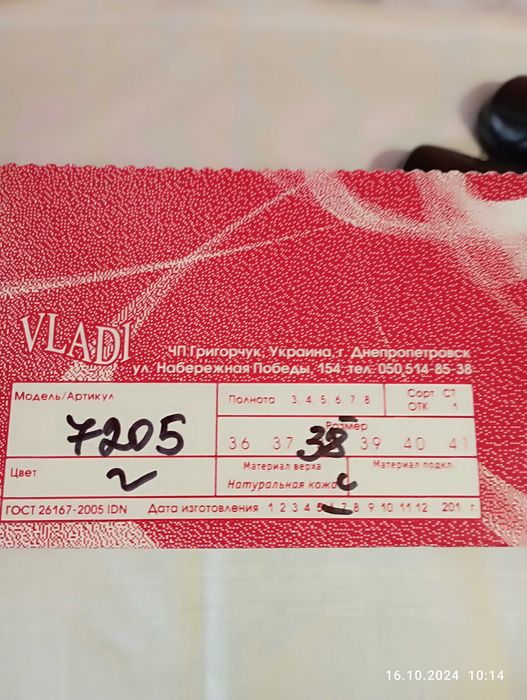 VLADI
ЧП Григорчук, Украина, г. Днепропетровск
ул. Набережная Победы, 154, тел. 050 514-85-38
Модель/Артикул
7205
Полнота 3 4 5 6 7 8
Сорт СТ
ОТК 1
Размер
36 37 38 39 40 41
Цвет
Материал верха
Натуральная кожа
Материал подкл.
ГОСТ 26167-2005 IDN Дата изготовления 1 2 3 4 5 6 7 8 9 10 11 12 201 г.
16.10.2024 10:14